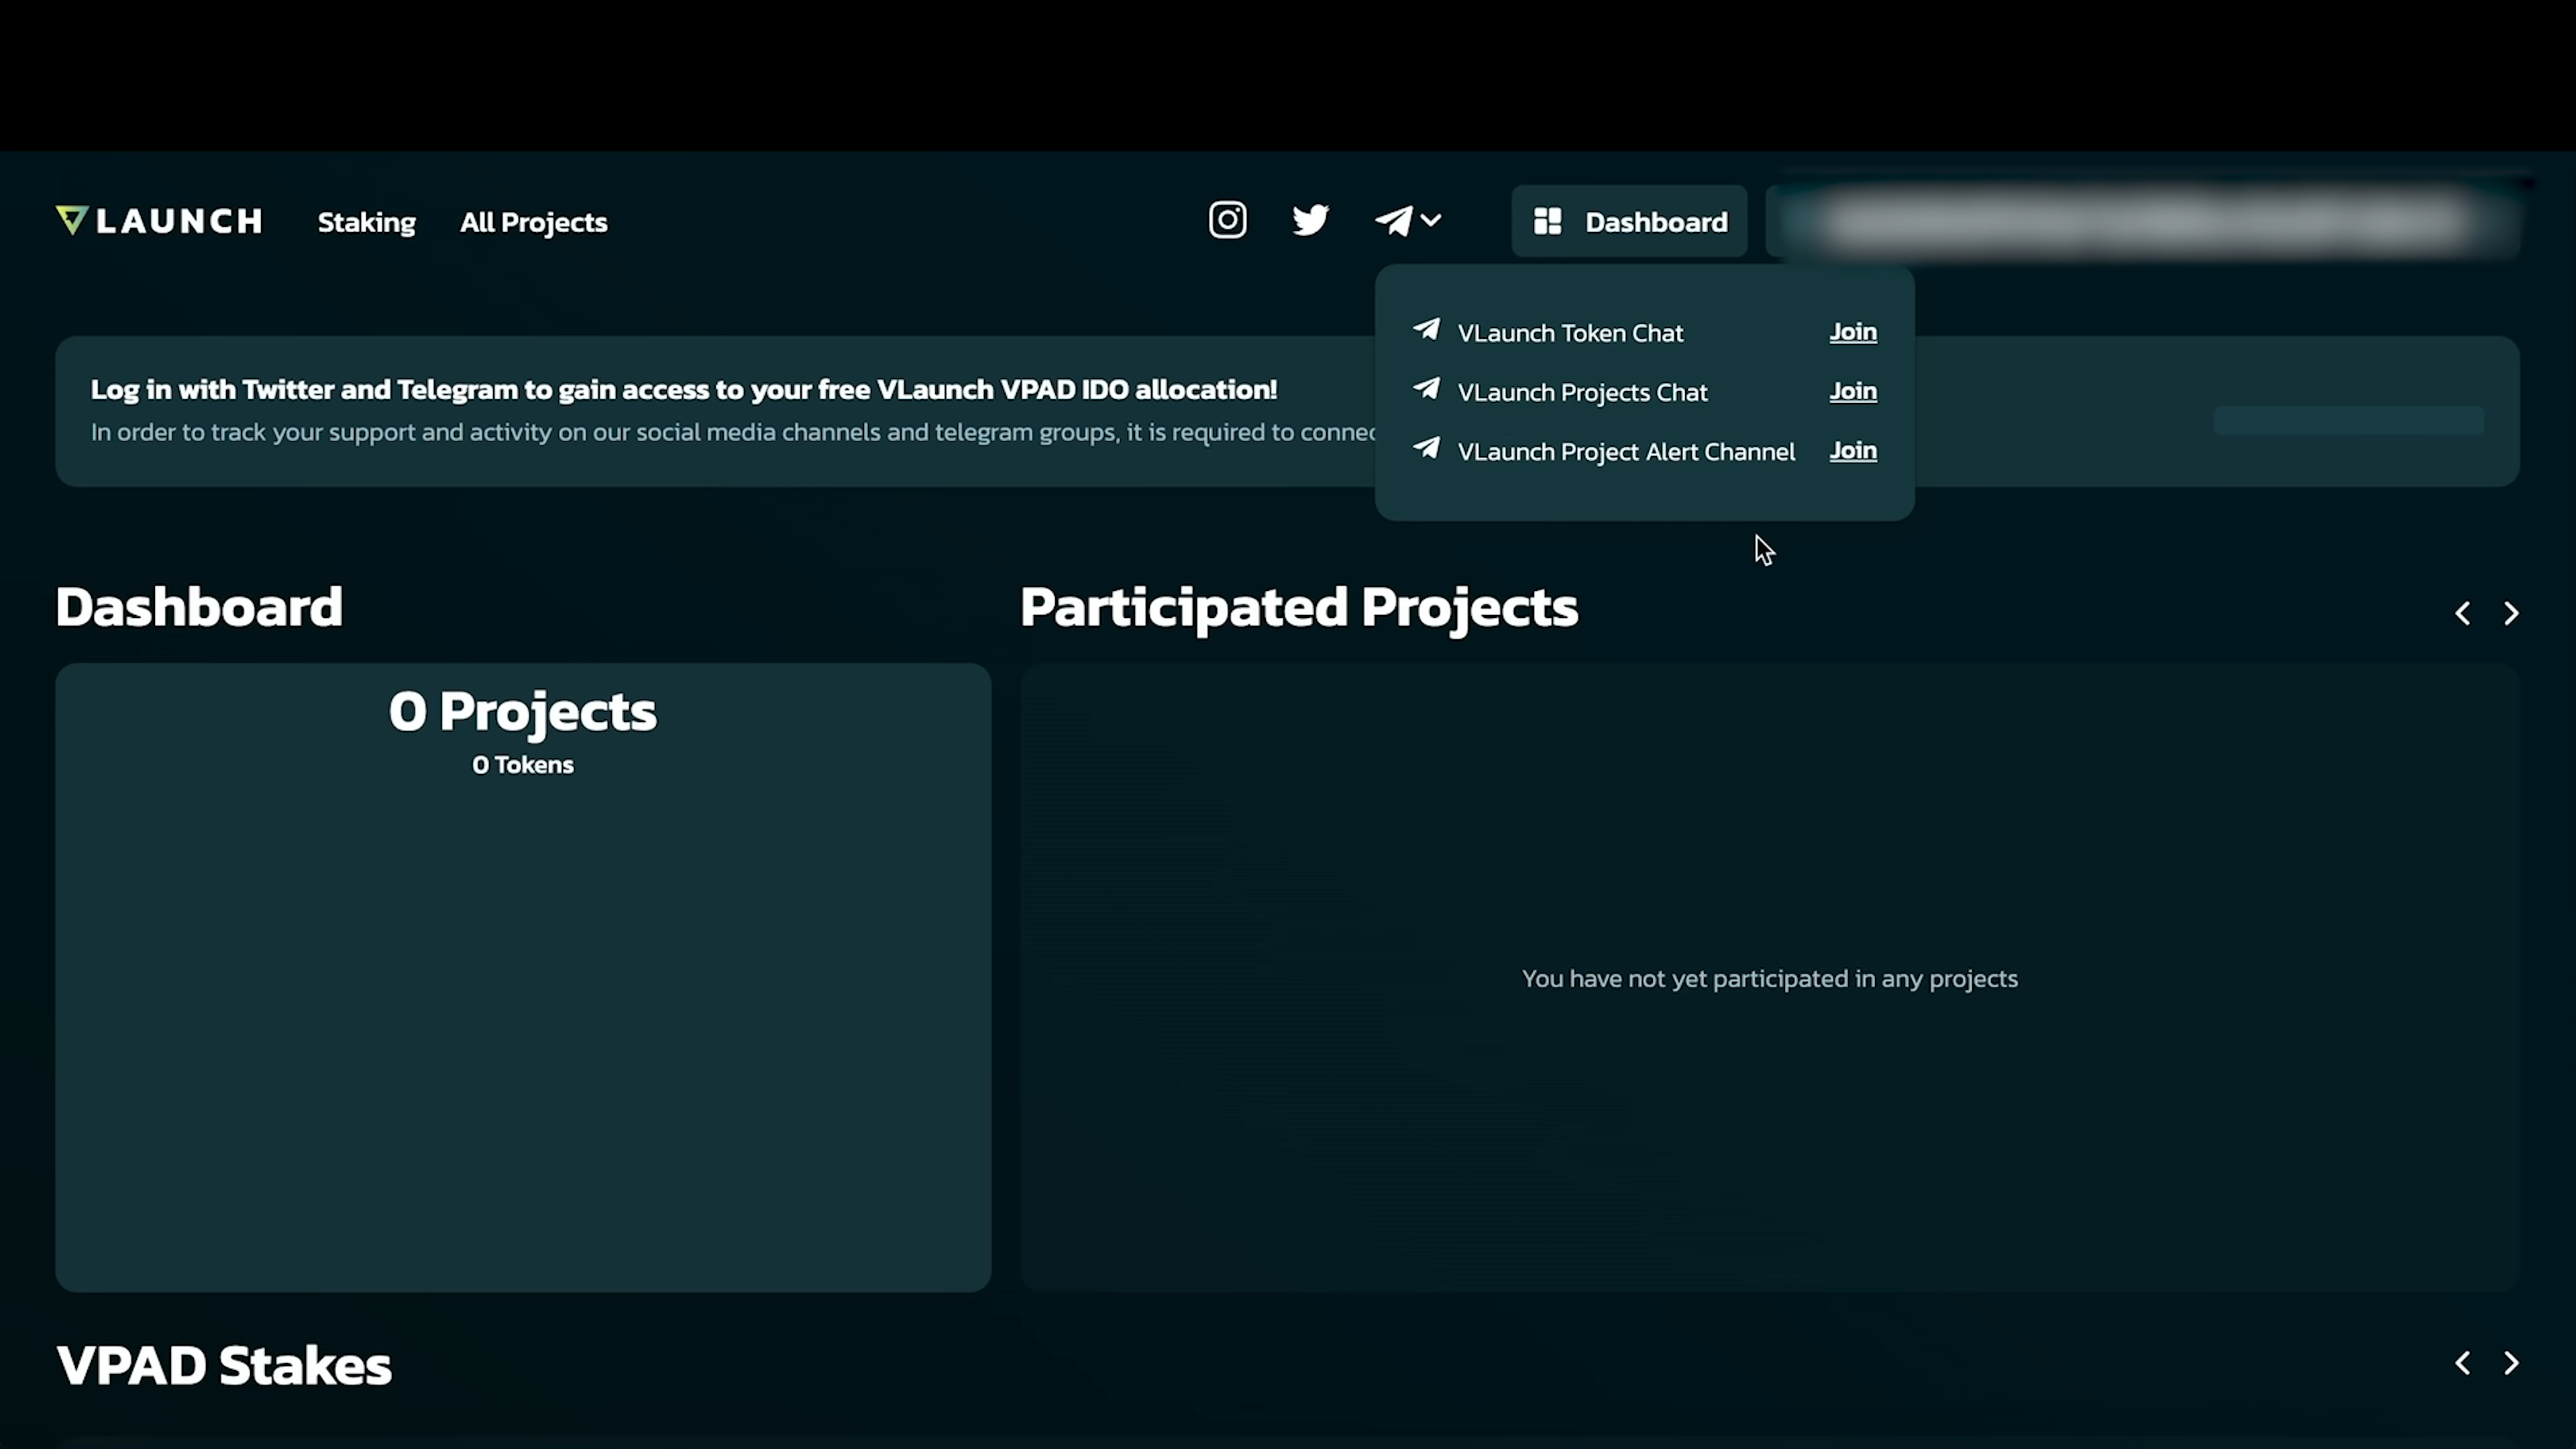 LAUNCH
Staking
All Projects
Dashboard
VLaunch Token Chat
Join
VLaunch Projects Chat
Join
VLaunch Project Alert Channel
Join
Log in with Twitter and Telegram to gain access to your free VLaunch VPAD IDO allocation!
In order to track your support and activity on our social media channels and telegram groups, it is required to
Dashboard
Participated Projects
0 Projects
0 Tokens
You have not yet participated in any projects
VPAD Stakes